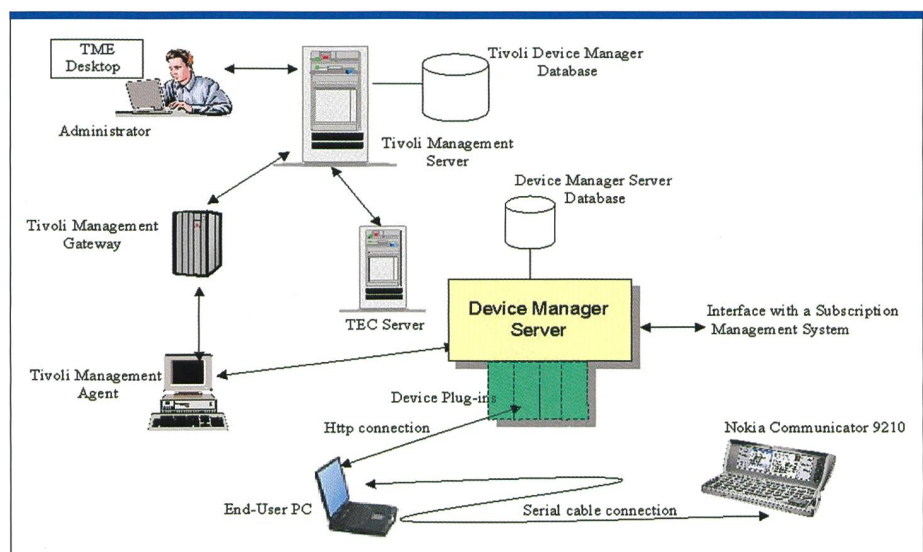 TME
Desktop
Administrator
Tivoli Device Manager
Database
Tivoli Management
Server
Device Manager Server
Database
Tivoli Management
Gateway
TEC Server
Device Manager
Server
Interface with a Subscription
Management System
Tivoli Management
Agent
Device Plug-ins
Http connection
Nokia Communicator 9210
End-User PC
Serial cable connection